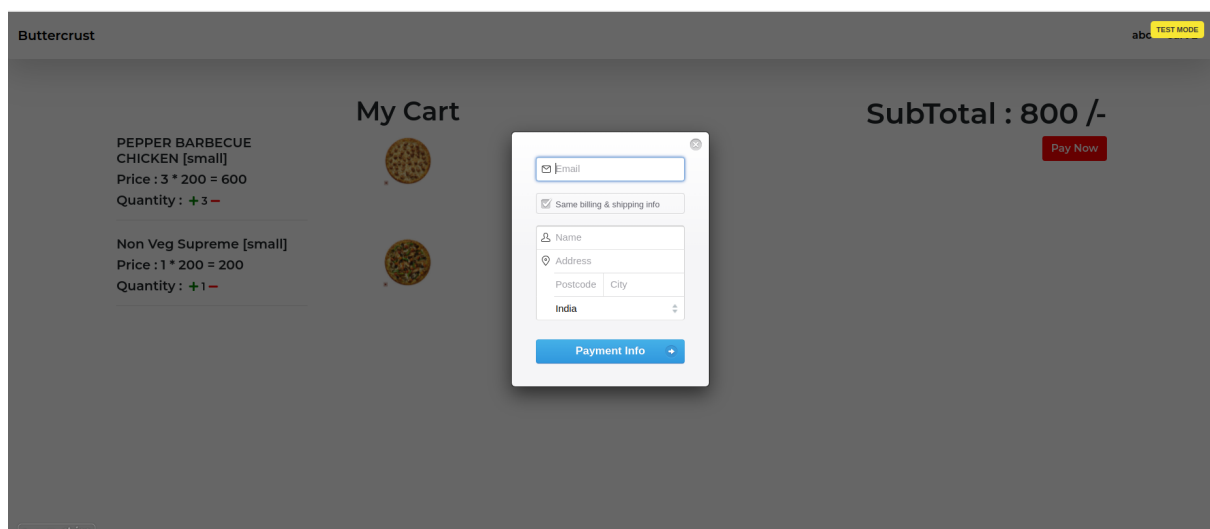 Buttercrust
TEST MODE
My Cart
SubTotal : 800 /-
Pay Now
PEPPER BARBECUE
CHICKEN [small]
Price : 3 * 200 = 600
Quantity : + 3 −
Non Veg Supreme [small]
Price : 1 * 200 = 200
Quantity : + 1 −
Email
Same billing & shipping info
Name
Address
Postcode City
India
Payment Info